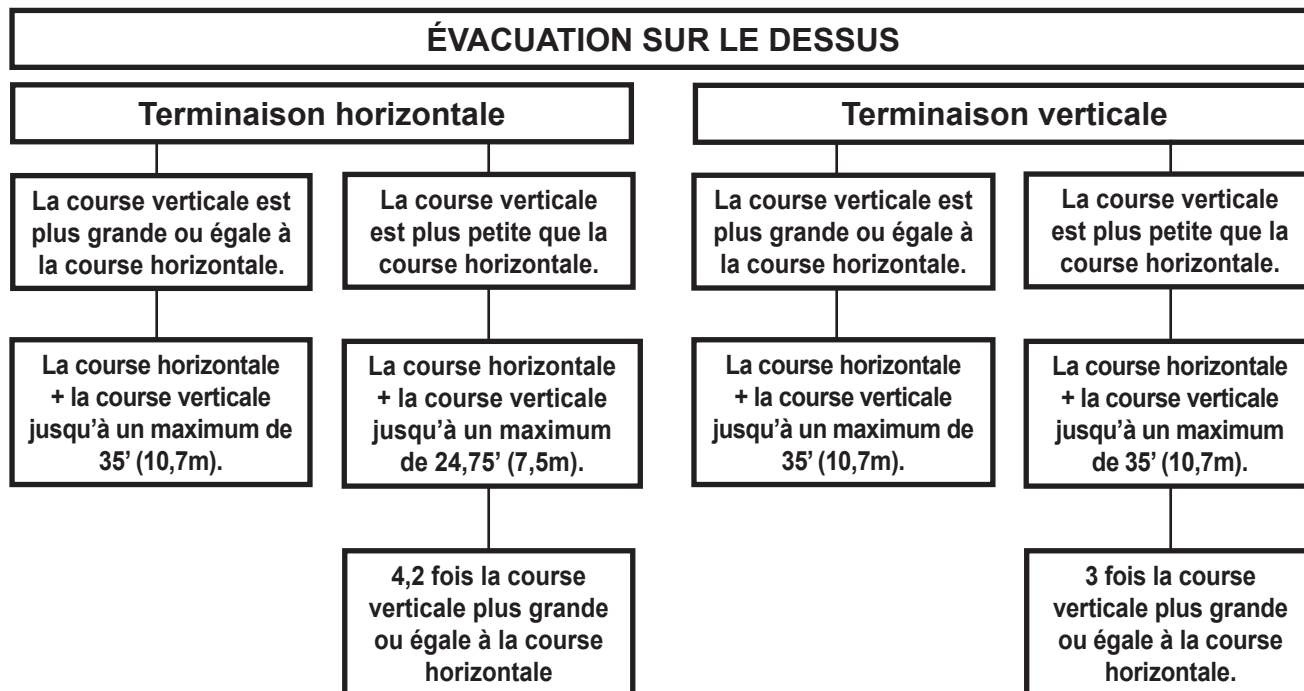 ÉVACUATION SUR LE DESSUS
Terminaison horizontale
La course verticale est
plus grande ou égale à
la course horizontale.
La course horizontale
+ la course verticale
jusqu’à un maximum de
35’ (10,7m).
La course verticale
est plus petite que la
course horizontale.
La course horizontale
+ la course verticale
jusqu’à un maximum
de 24,75’ (7,5m).
4,2 fois la course
verticale plus grande
ou égale à la course
horizontale
Terminaison verticale
La course verticale est
plus grande ou égale à
la course horizontale.
La course horizontale
+ la course verticale
jusqu’à un maximum de
35’ (10,7m).
La course verticale
est plus petite que la
course horizontale.
La course horizontale
+ la course verticale
jusqu’à un maximum
de 35’ (10,7m).
3 fois la course
verticale plus grande
ou égale à la course
horizontale.